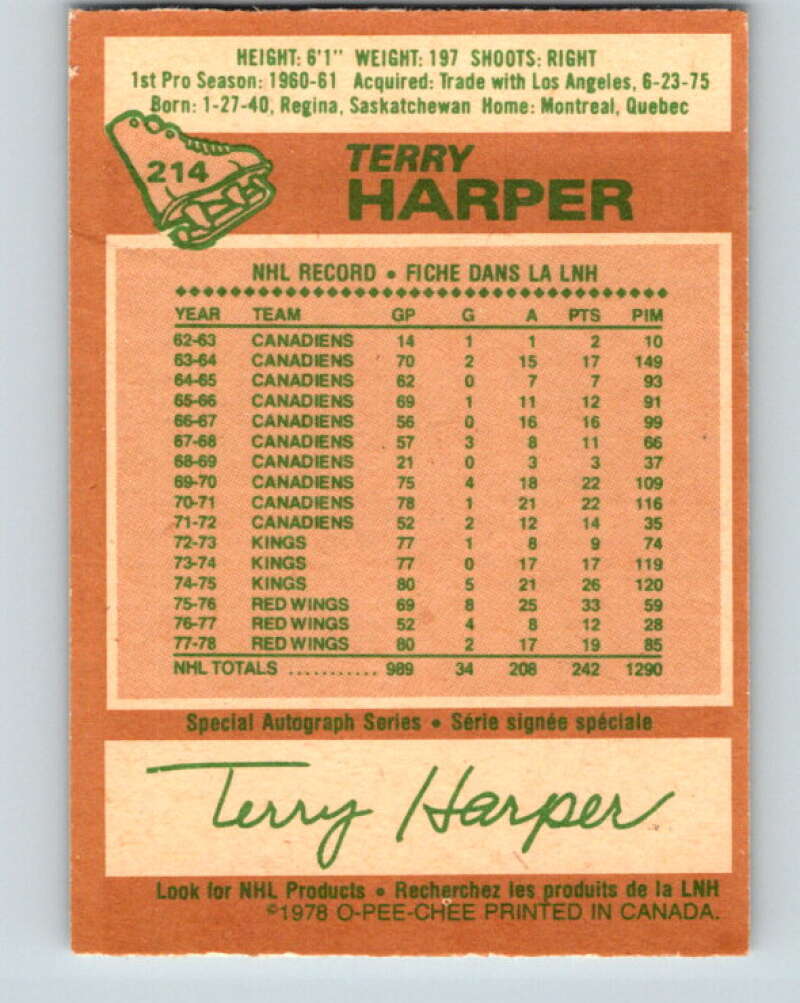 HEIGHT: 6'1" WEIGHT: 197 SHOOTS: RIGHT
1st Pro Season: 1960-61 Acquired: Trade with Los Angeles, 6-23-75
Born: 1-27-40, Regina, Saskatchewan Home: Montreal, Quebec
214
TERRY
HARPER
NHL RECORD • FICHE DANS LA LNH
YEAR TEAM GP G A PTS PIM
62-63 CANADIENS 14 1 1 2 10
63-64 CANADIENS 70 2 15 17 149
64-65 CANADIENS 62 0 7 7 93
65-66 CANADIENS 69 1 11 12 91
66-67 CANADIENS 56 0 16 16 99
67-68 CANADIENS 57 3 8 11 66
68-69 CANADIENS 21 0 3 3 37
69-70 CANADIENS 75 4 18 22 109
70-71 CANADIENS 78 1 21 22 116
71-72 CANADIENS 52 2 12 14 35
72-73 KINGS 77 1 8 9 74
73-74 KINGS 77 0 17 17 119
74-75 KINGS 80 5 21 26 120
75-76 RED WINGS 69 8 25 33 59
76-77 RED WINGS 52 4 8 12 28
77-78 RED WINGS 80 2 17 19 85
NHL TOTALS ........... 989 34 208 242 1290
Special Autograph Series • Série signée spéciale
Terry Harper
Look for NHL Products • Recherchez les produits de la LNH
©1978 O-PEE-CHEE PRINTED IN CANADA.